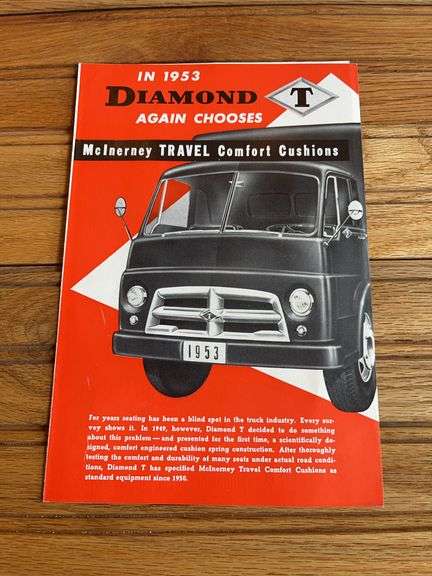 IN 1953
DIAMOND T
AGAIN CHOOSES
McInerney TRAVEL Comfort Cushions
1953
For years seating has been a blind spot in the truck industry. Every sur-
vey shows it. In 1949, however, Diamond T decided to do something
about this problem — and presented for the first time, a scientifically de-
signed, comfort engineered cushion spring construction. After thoroughly
testing the comfort and durability of many seats under actual road condi-
tions, Diamond T has specified McInerney Travel Comfort Cushions as
standard equipment since 1950.